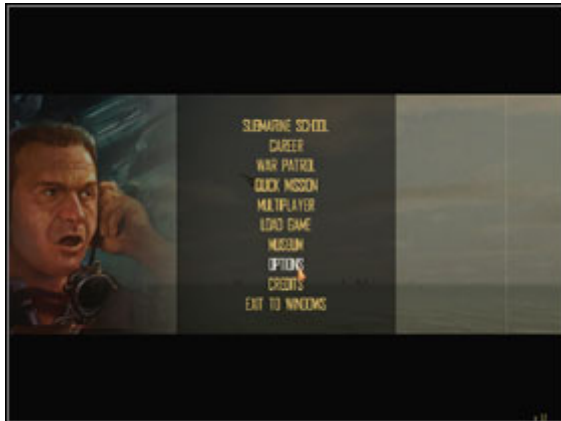 SUBMARINE SCHOOL
CAREER
WAR PATROL
QUICK MISSION
MULTIPLAYER
LOAD GAME
MUSEUM
OPTIONS
CREDITS
EXIT TO WINDOWS